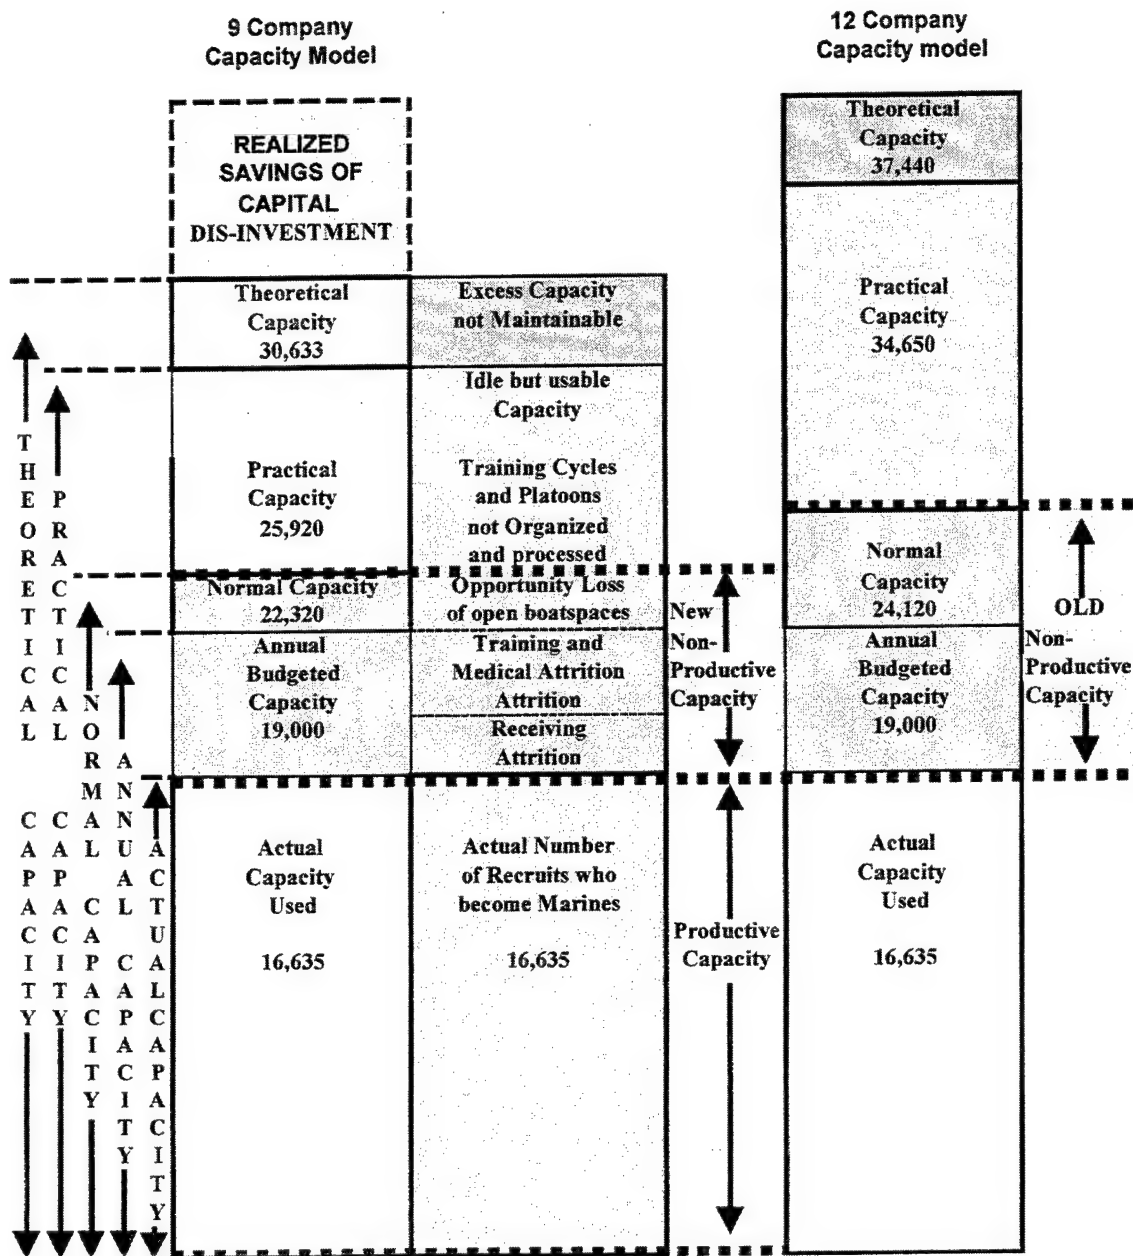 9 Company
Capacity Model
12 Company
Capacity model
REALIZED
SAVINGS OF
CAPITAL
DIS-INVESTMENT
Theoretical
Capacity
30,633
Excess Capacity
not Maintainable
Practical
Capacity
25,920
Idle but usable
Capacity
Training Cycles
and Platoons
not Organized
and processed
Normal Capacity
22,320
Opportunity Loss
of open boatspaces
Annual
Budgeted
Capacity
19,000
Training and
Medical Attrition
Attrition
Receiving
Attrition
Actual
Capacity
Used
16,635
Actual Number
of Recruits who
become Marines
16,635
New
Non-
Productive
Capacity
Productive
Capacity
Theoretical
Capacity
37,440
Practical
Capacity
34,650
Normal
Capacity
24,120
Annual
Budgeted
Capacity
19,000
Actual
Capacity
Used
16,635
OLD
Non-
Productive
Capacity
THEORETICAL CAPACITY
PRACTICAL CAPACITY
NORMAL CAPACITY
ANNUAL CAPACITY
ACTUAL CAPACITY